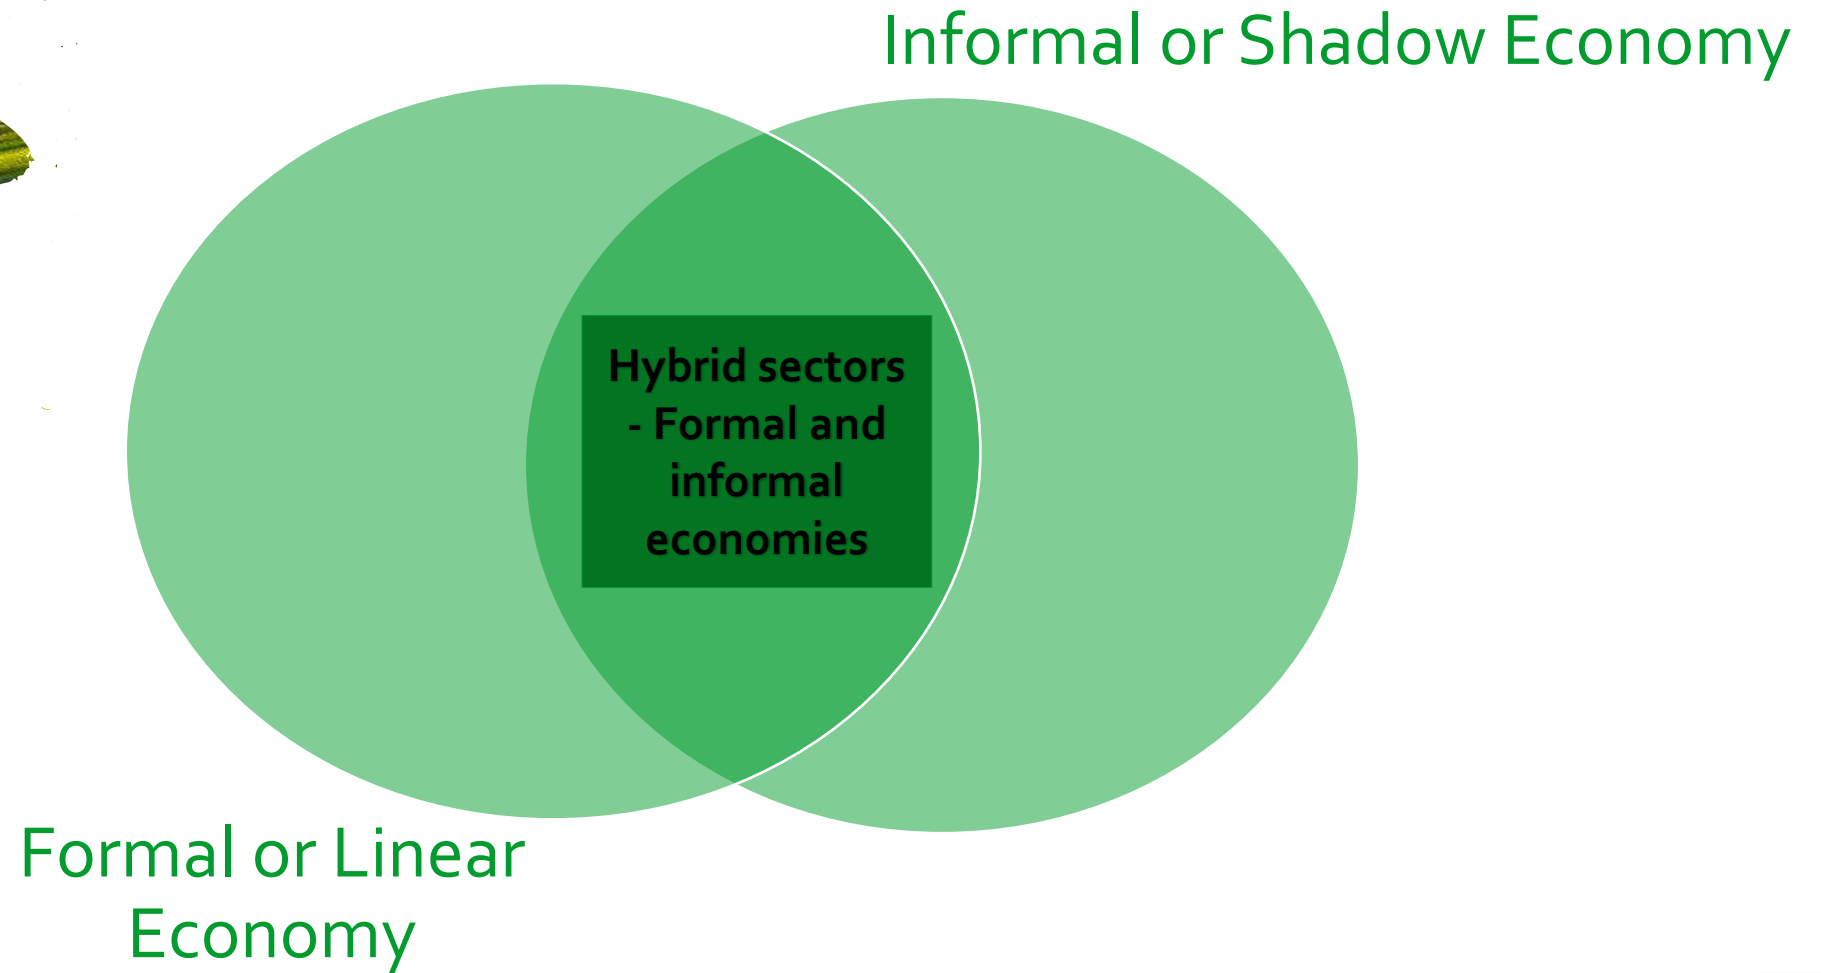 Informal or Shadow Economy
Hybrid sectors
- Formal and
informal
economies
Formal or Linear
Economy